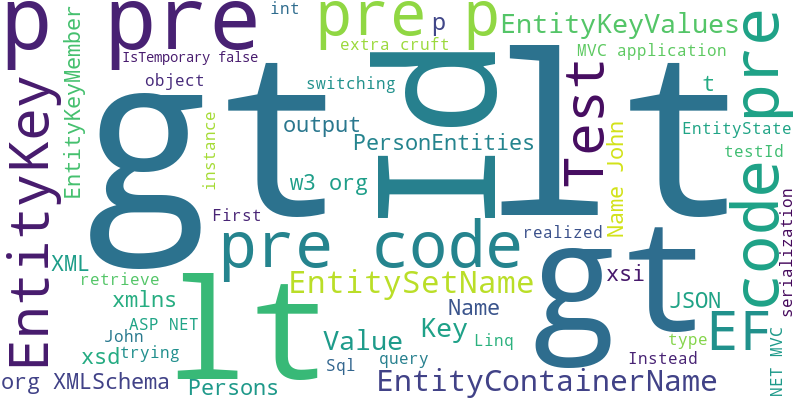 p pre
pre p
p
int
EntityKeyValues
extra cruft
IsTemporary false
MVC application
object
switching
EntityKeyMember
EntityKey
gt
Id
lt
pre
Test
t
output
PersonEntities
EntityState
testId
instance
w3 org
Name John
First
pre code
realized
code
serialization
XML
retrieve
EntitySetName
gt
xsi
xmlns
lt
Name
JSON
ASP NET
Key
EF
John
Value
Linq
type
xsd
trying
query
Sql
Instead
NET MVC
org XMLSchema
Persons
EntityContainerName